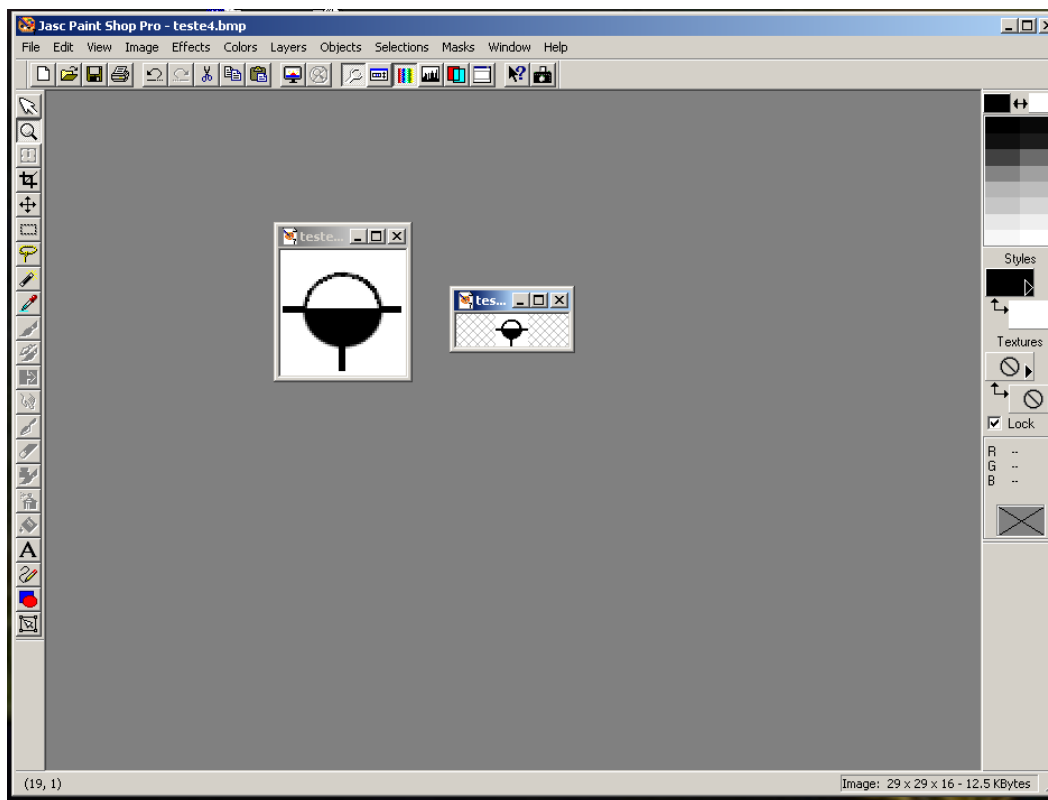 Jasc Paint Shop Pro - teste4.bmp
File Edit View Image Effects Colors Layers Objects Selections Masks Window Help
teste...
tes...
Styles
Textures
Lock
R --
G --
B --
(19, 1)
Image: 29 x 29 x 16 - 12.5 KBytes